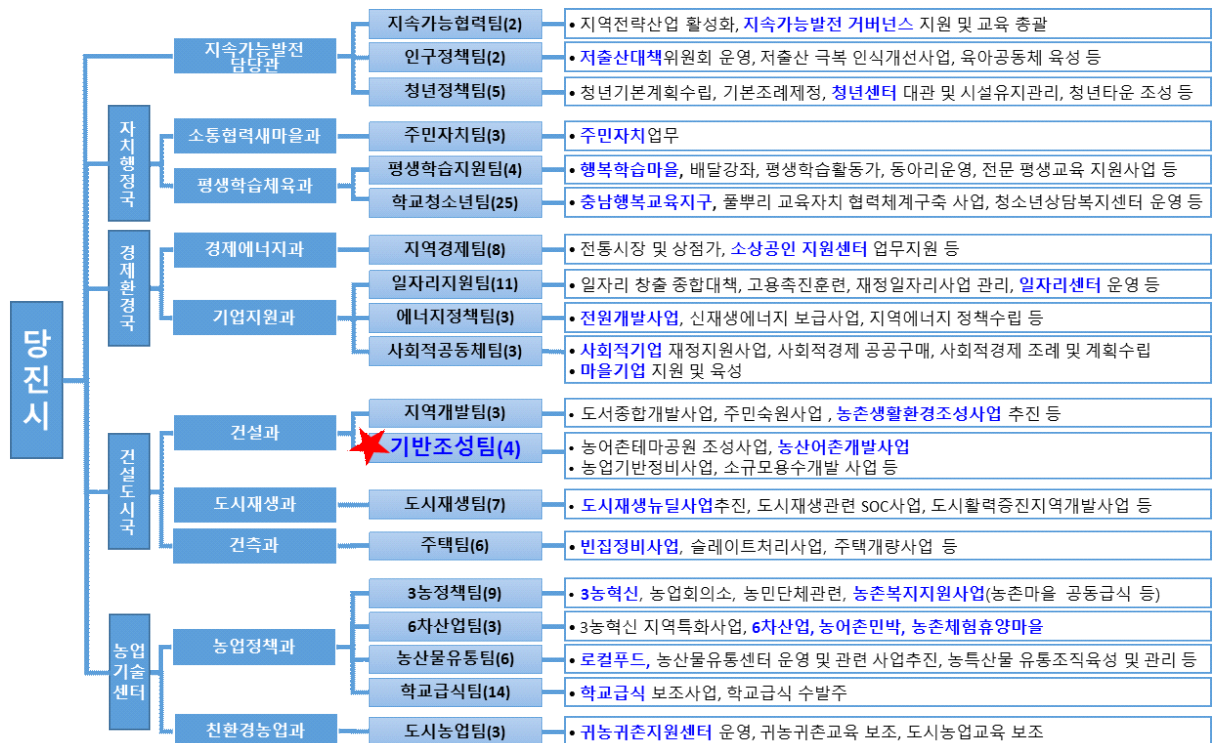 당진시
지속가능발전
담당관
지속가능협력팀(2)
• 지역전략산업 활성화, 지속가능발전 거버넌스 지원 및 교육 총괄
인구정책팀(2)
• 저출산대책위원회 운영, 저출산 극복 인식개선사업, 육아공동체 육성 등
청년정책팀(5)
• 청년기본계획수립, 기본조례제정, 청년센터 대관 및 시설유지관리, 청년타운 조성 등
자치행정국
소통협력새마을과
주민자치팀(3)
• 주민자치업무
평생학습체육과
평생학습지원팀(4)
• 행복학습마을, 배달강좌, 평생학습활동가, 동아리운영, 전문 평생교육 지원사업 등
학교청소년팀(25)
• 충남행복교육지구, 풀뿌리 교육자치 협력체계구축 사업, 청소년상담복지센터 운영 등
경제환경국
경제에너지과
지역경제팀(8)
• 전통시장 및 상점가, 소상공인 지원센터 업무지원 등
기업지원과
일자리지원팀(11)
• 일자리 창출 종합대책, 고용촉진훈련, 재정일자리사업 관리, 일자리센터 운영 등
에너지정책팀(3)
• 전원개발사업, 신재생에너지 보급사업, 지역에너지 정책수립 등
사회적공동체팀(3)
• 사회적기업 재정지원사업, 사회적경제 공공구매, 사회적경제 조례 및 계획수립
• 마을기업 지원 및 육성
건설도시국
건설과
지역개발팀(3)
• 도서종합개발사업, 주민숙원사업 , 농촌생활환경조성사업 추진 등
기반조성팀(4)
• 농어촌테마공원 조성사업, 농산어촌개발사업
• 농업기반정비사업, 소규모용수개발 사업 등
도시재생과
도시재생팀(7)
• 도시재생뉴딜사업추진, 도시재생관련 SOC사업, 도시활력증진지역개발사업 등
건축과
주택팀(6)
• 빈집정비사업, 슬레이트처리사업, 주택개량사업 등
농업
기술
센터
농업정책과
3농정책팀(9)
• 3농혁신, 농업회의소, 농민단체관련, 농촌복지지원사업(농촌마을 공동급식 등)
6차산업팀(3)
• 3농혁신 지역특화사업, 6차산업, 농어촌민박, 농촌체험휴양마을
농산물유통팀(6)
• 로컬푸드, 농산물유통센터 운영 및 관련 사업추진, 농특산물 유통조직육성 및 관리 등
학교급식팀(14)
• 학교급식 보조사업, 학교급식 수발주
친환경농업과
도시농업팀(3)
• 귀농귀촌지원센터 운영, 귀농귀촌교육 보조, 도시농업교육 보조